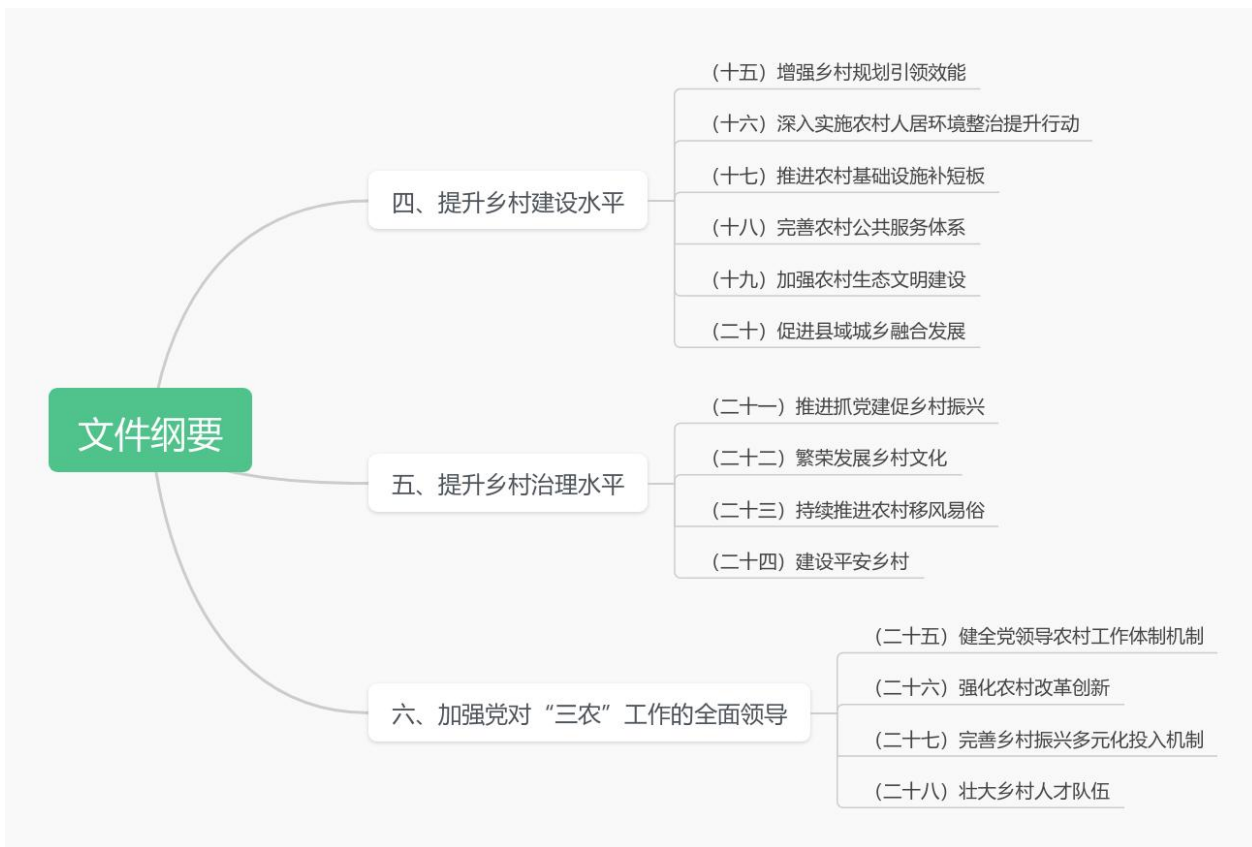 文件纲要
四、提升乡村建设水平
（十五）增强乡村规划引领效能
（十六）深入实施农村人居环境整治提升行动
（十七）推进农村基础设施补短板
（十八）完善农村公共服务体系
（十九）加强农村生态文明建设
（二十）促进县域城乡融合发展
五、提升乡村治理水平
（二十一）推进抓党建促乡村振兴
（二十二）繁荣发展乡村文化
（二十三）持续推进农村移风易俗
（二十四）建设平安乡村
六、加强党对“三农”工作的全面领导
（二十五）健全党领导农村工作体制机制
（二十六）强化农村改革创新
（二十七）完善乡村振兴多元化投入机制
（二十八）壮大乡村人才队伍